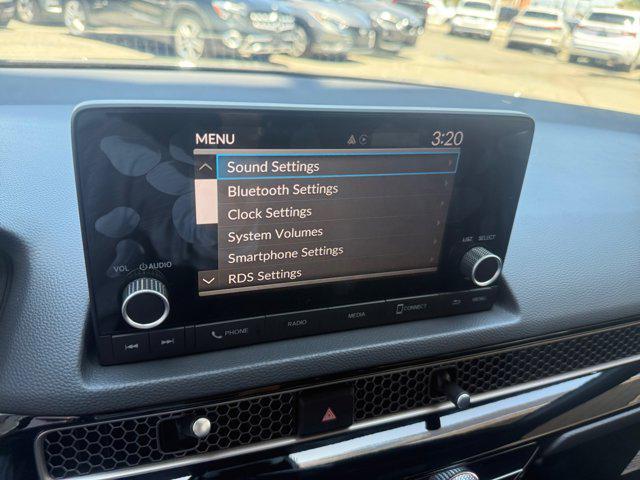 MENU 3:20
Sound Settings
Bluetooth Settings
Clock Settings
System Volumes
Smartphone Settings
RDS Settings
VOL AUDIO
LIST SELECT
PHONE RADIO MEDIA CONNECT MENU